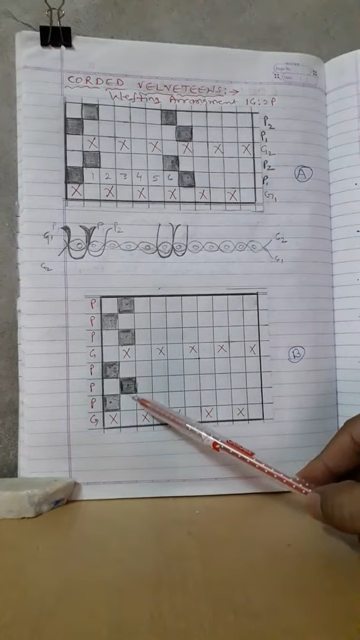 CORDED VELVETEENS:→
Wefting Arrangement 1G:2P
P2
P1
X X X X X X G2
P2
1 2 3 4 5 6 P1
X X X X X X G1
A
G1 P P P2
G2
G2
G1
P
P
P
G X X X X X
B
P
P
P
G X X X X